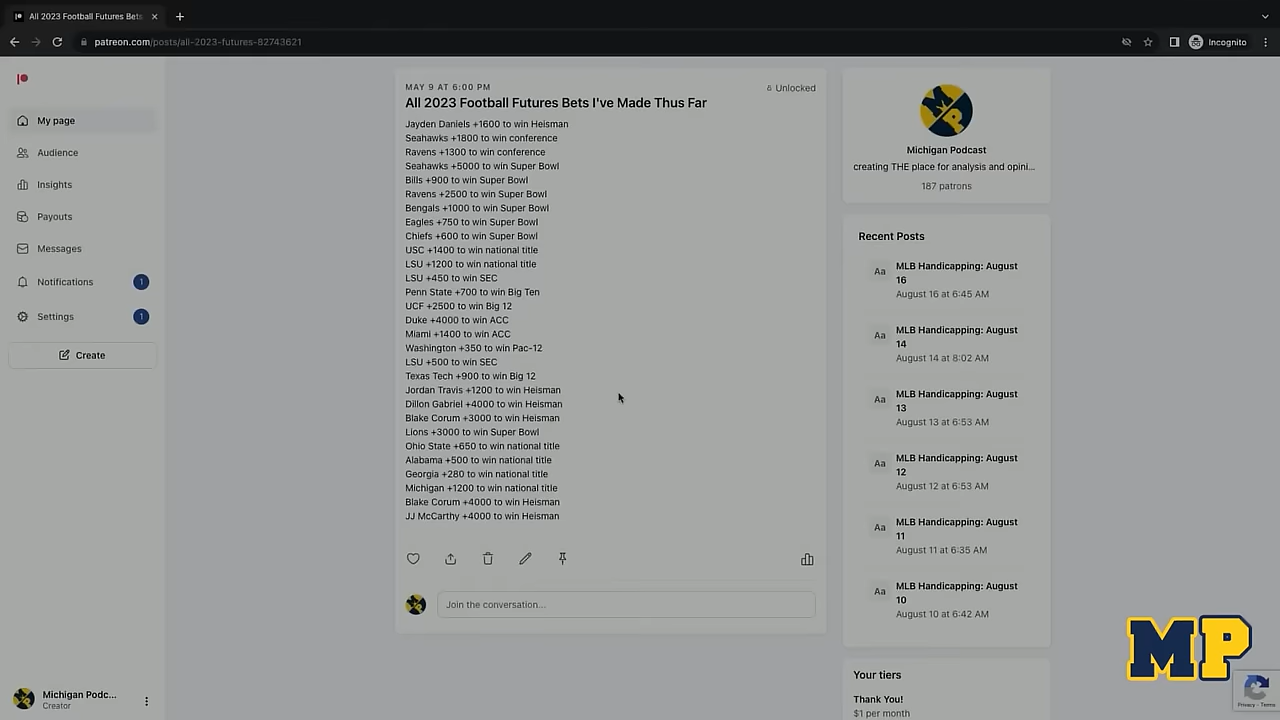 All 2023 Football Futures Bets
patreon.com/posts/all-2023-futures-82743621
Incognito
My page
Audience
Insights
Payouts
Messages
Notifications
1
Settings
1
Create
Michigan Podc...
Creator
MAY 9 AT 6:00 PM
Unlocked
All 2023 Football Futures Bets I've Made Thus Far
Jayden Daniels +1600 to win Heisman
Seahawks +1800 to win conference
Ravens +1300 to win conference
Seahawks +5000 to win Super Bowl
Bills +900 to win Super Bowl
Ravens +2500 to win Super Bowl
Bengals +1000 to win Super Bowl
Eagles +750 to win Super Bowl
Chiefs +600 to win Super Bowl
USC +1400 to win national title
LSU +1200 to win national title
LSU +450 to win SEC
Penn State +700 to win Big Ten
UCF +2500 to win Big 12
Duke +4000 to win ACC
Miami +1400 to win ACC
Washington +350 to win Pac-12
LSU +500 to win SEC
Texas Tech +900 to win Big 12
Jordan Travis +1200 to win Heisman
Dillon Gabriel +4000 to win Heisman
Blake Corum +3000 to win Heisman
Lions +3000 to win Super Bowl
Ohio State +650 to win national title
Alabama +500 to win national title
Georgia +280 to win national title
Michigan +1200 to win national title
Blake Corum +4000 to win Heisman
JJ McCarthy +4000 to win Heisman
Join the conversation...
MP
Michigan Podcast
creating THE place for analysis and opini...
187 patrons
Recent Posts
Aa
MLB Handicapping: August
16
August 16 at 6:45 AM
Aa
MLB Handicapping: August
14
August 14 at 8:02 AM
Aa
MLB Handicapping: August
13
August 13 at 6:53 AM
Aa
MLB Handicapping: August
12
August 12 at 6:53 AM
Aa
MLB Handicapping: August
11
August 11 at 6:35 AM
Aa
MLB Handicapping: August
10
August 10 at 6:42 AM
Your tiers
Thank You!
$1 per month
MP
Privacy - Terms